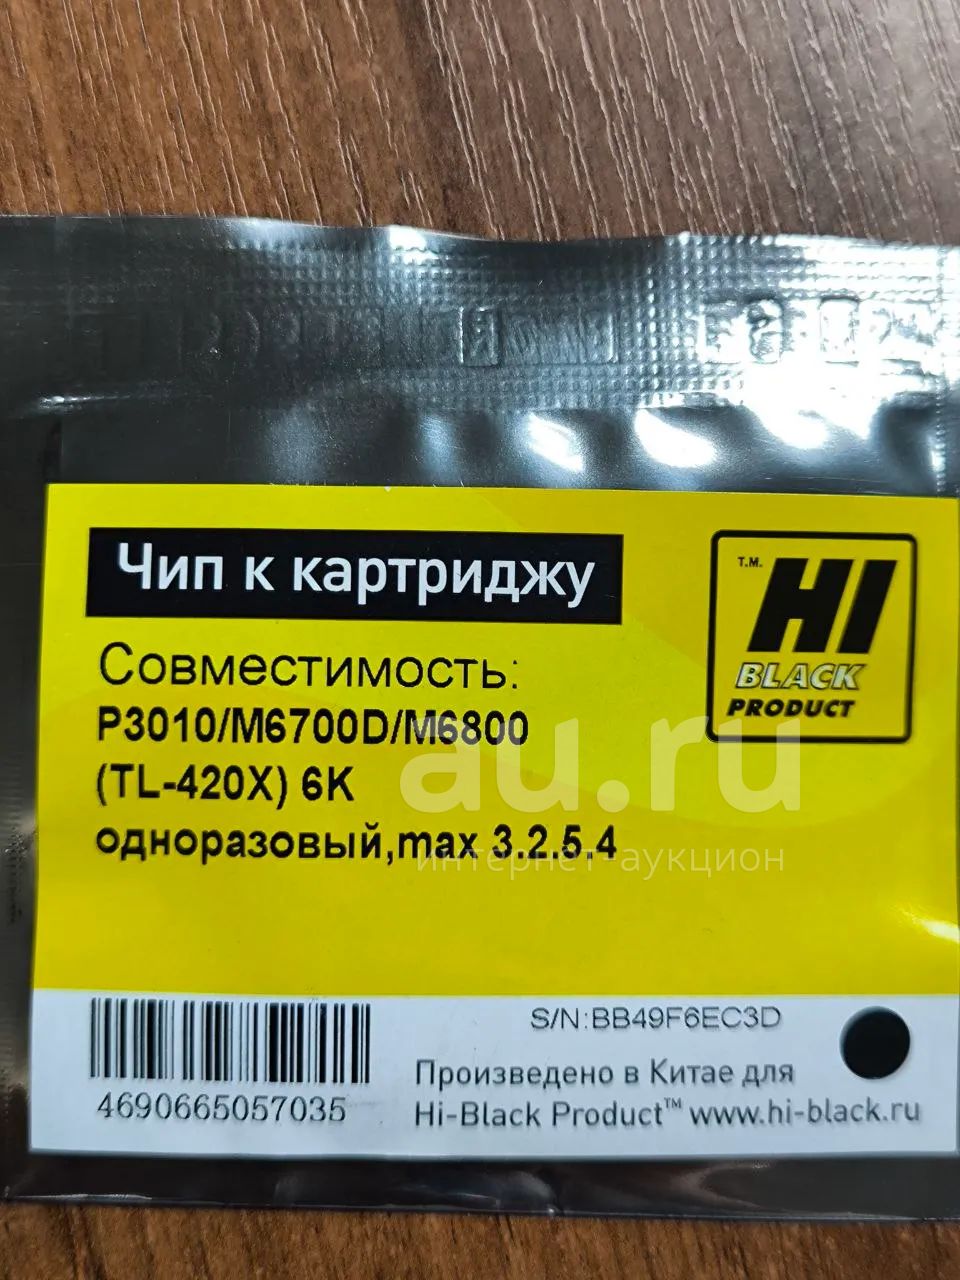 Чип к картриджу
T.M.
HI
BLACK
PRODUCT
Совместимость:
P3010/M6700D/M6800
(TL-420X) 6K
одноразовый,max 3.2.5.4
au.ru
интернет-аукцион
S/N:BB49F6EC3D
4690665057035
Произведено в Китае для
Hi-Black Product™ www.hi-black.ru